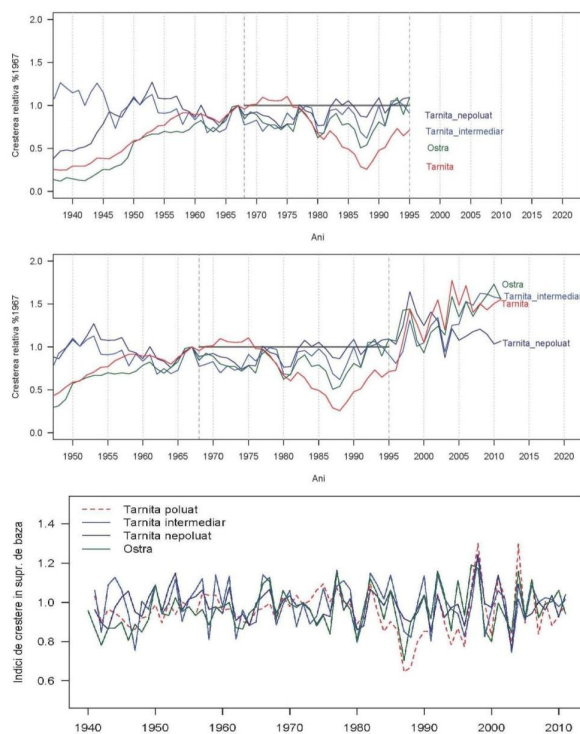 2.0
1.5
1.0
0.5
0.0
Cresterea relativa %1967
Tarnita_nepoluat
Tarnita_intermediar
Ostra
Tarnita
1940 1945 1950 1955 1960 1965 1970 1975 1980 1985 1990 1995 2000 2005 2010 2015 2020
Ani
2.0
1.5
1.0
0.5
0.0
Cresterea relativa %1967
Ostra
Tarnita_intermediar
Tarnita
Tarnita_nepoluat
1950 1955 1960 1965 1970 1975 1980 1985 1990 1995 2000 2005 2010 2015 2020
Ani
Tarnita poluat
Tarnita intermediar
Tarnita nepoluat
Ostra
1.4
1.2
1.0
0.8
0.6
Indici de crestere in supr. de baza
1940 1950 1960 1970 1980 1990 2000 2010